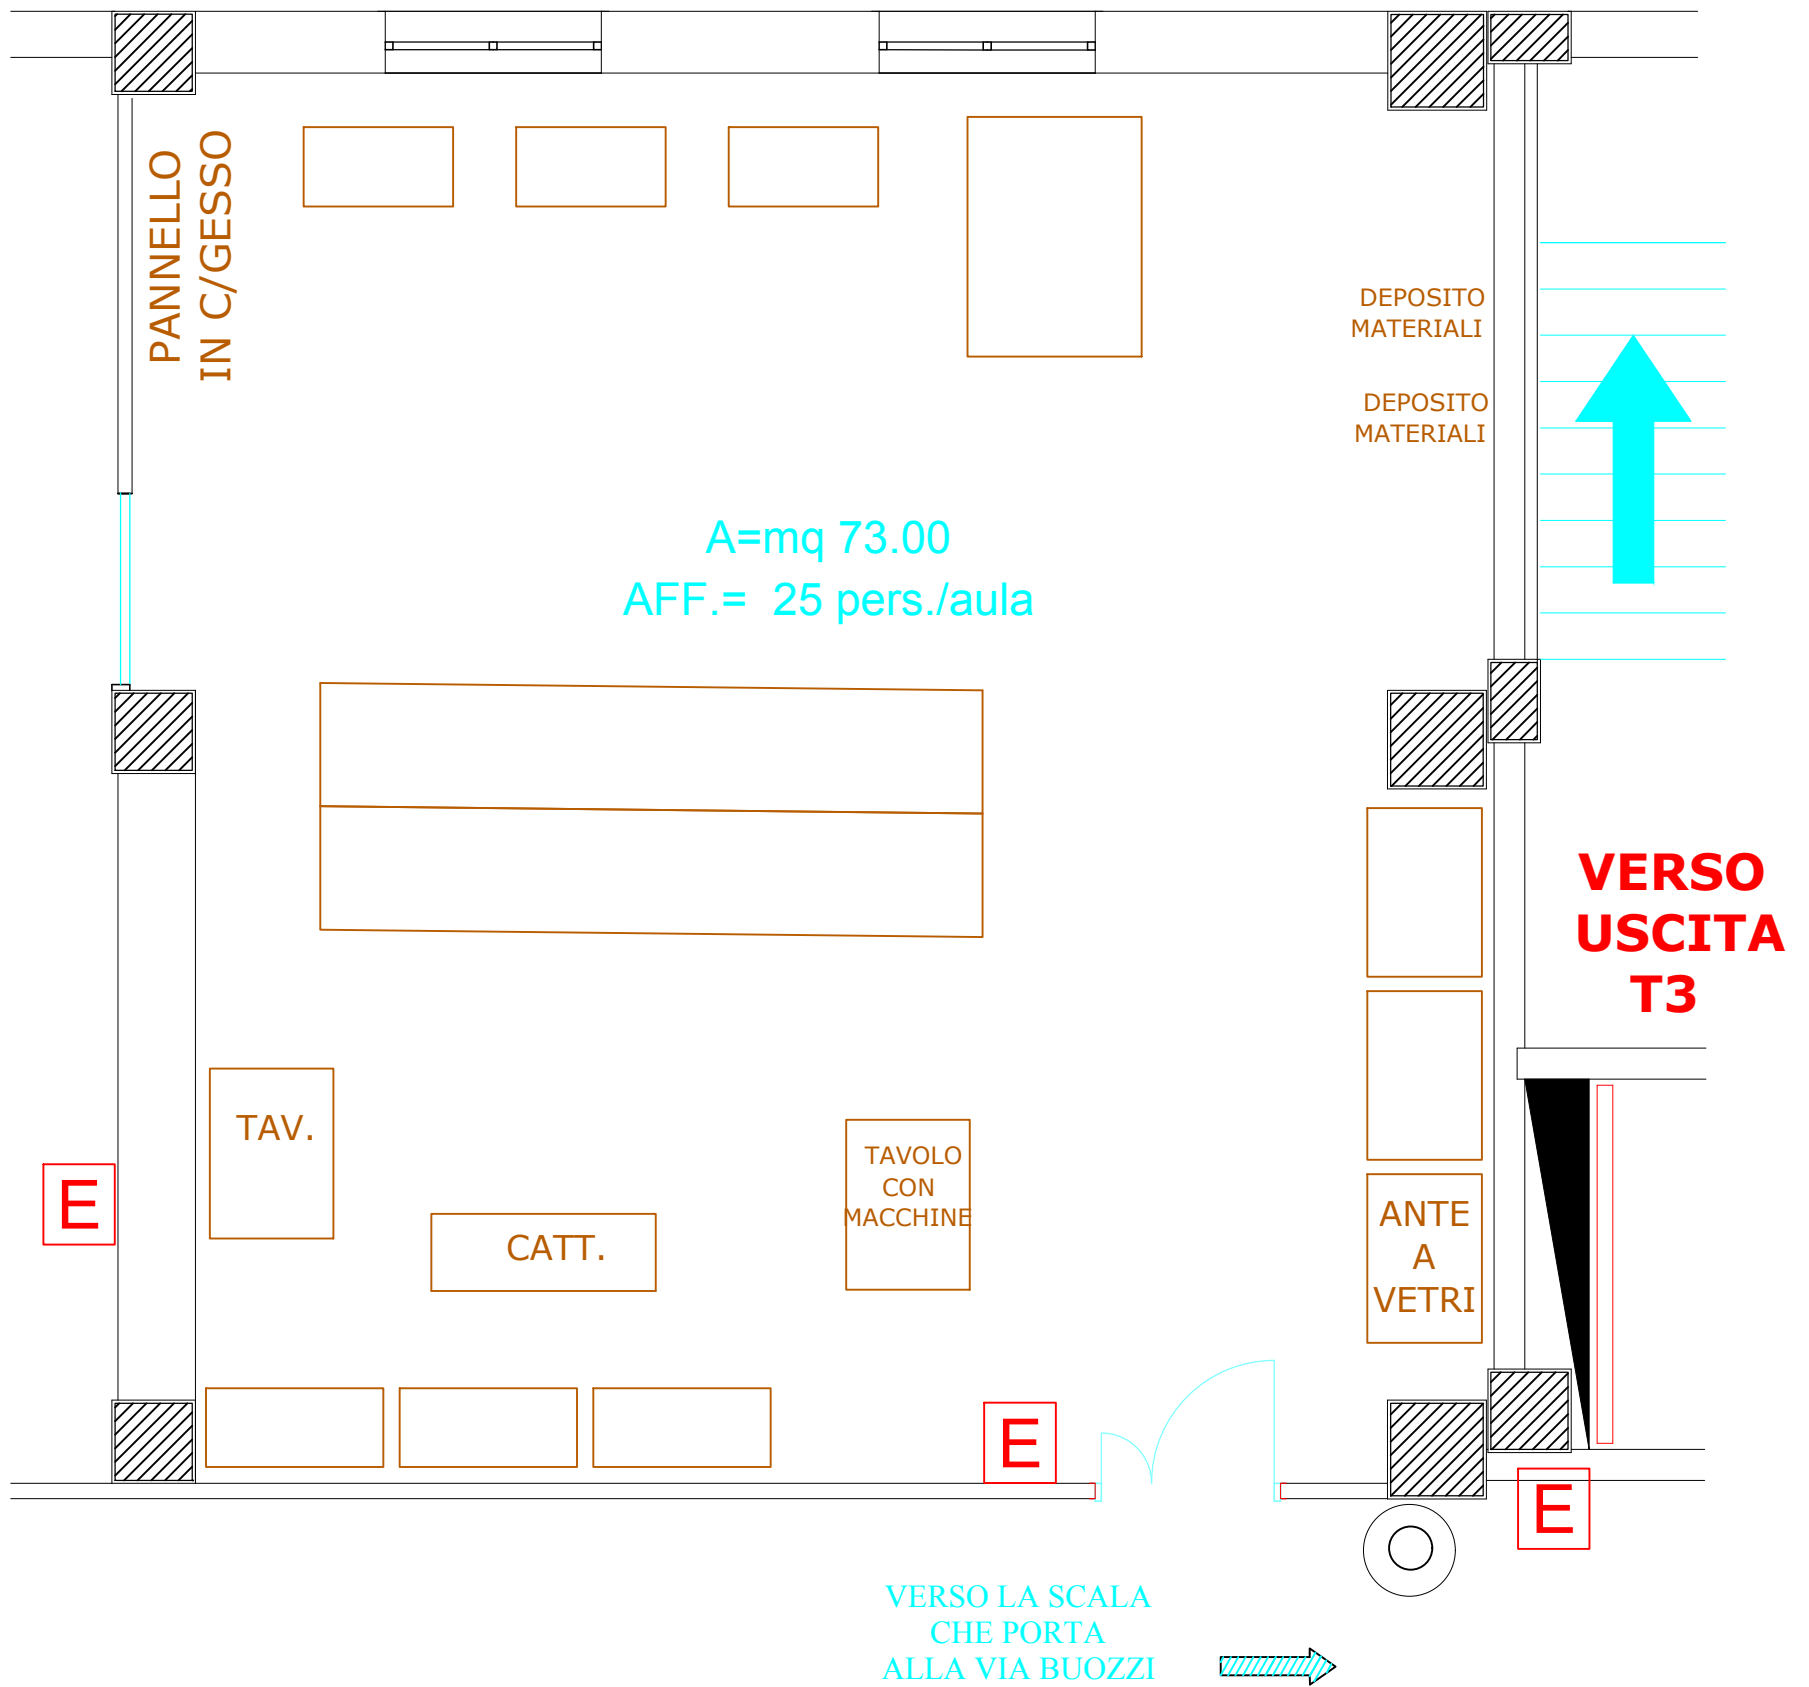 PANNELLO
IN C/GESSO
DEPOSITO
MATERIALI
DEPOSITO
MATERIALI
A=mq 73.00
AFF.= 25 pers./aula
VERSO
USCITA
T3
TAV.
TAVOLO
CON
MACCHINE
E
CATT.
ANTE
A
VETRI
E
E
VERSO LA SCALA
CHE PORTA
ALLA VIA BUOZZI